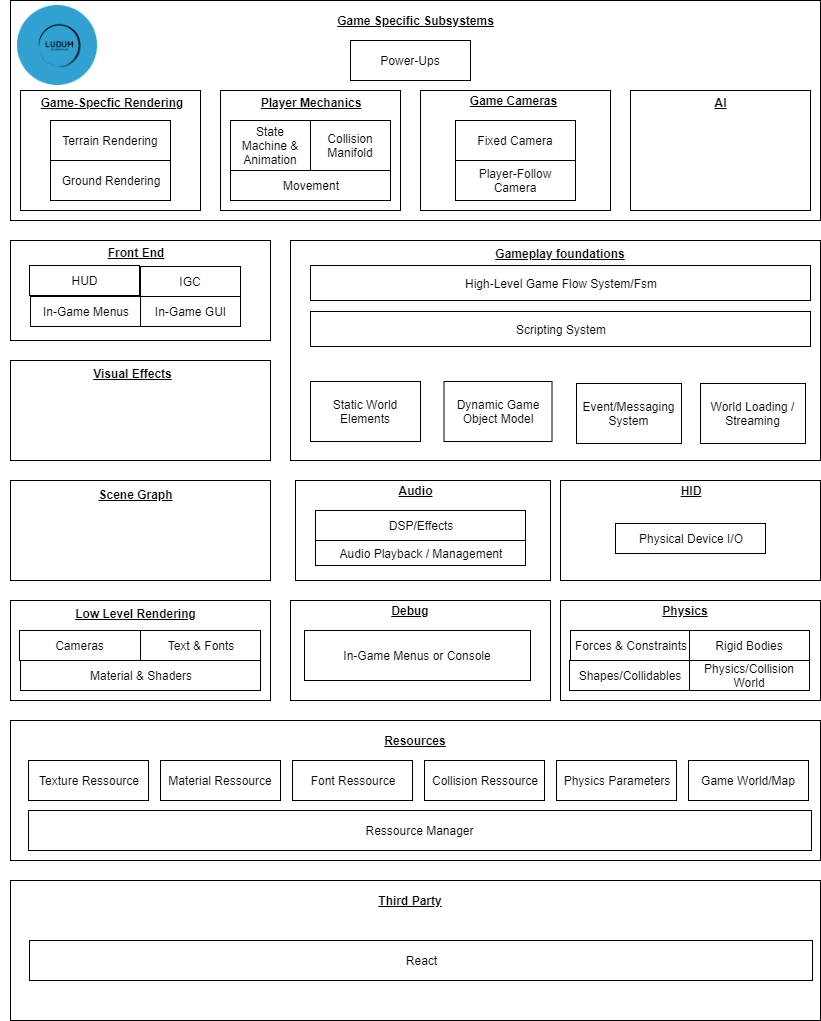 Game Specific Subsystems
LUDUM
Power-Ups
Game-Specfic Rendering
Terrain Rendering
Ground Rendering
Player Mechanics
State
Machine &
Animation
Collision
Manifold
Movement
Game Cameras
Fixed Camera
Player-Follow
Camera
AI
Front End
HUD
IGC
In-Game Menus
In-Game GUI
Gameplay foundations
High-Level Game Flow System/Fsm
Scripting System
Static World
Elements
Dynamic Game
Object Model
Event/Messaging
System
World Loading /
Streaming
Visual Effects
Scene Graph
Audio
DSP/Effects
Audio Playback / Management
HID
Physical Device I/O
Low Level Rendering
Cameras
Text & Fonts
Material & Shaders
Debug
In-Game Menus or Console
Physics
Forces & Constraints
Rigid Bodies
Shapes/Collidables
Physics/Collision
World
Resources
Texture Ressource
Material Ressource
Font Ressource
Collision Ressource
Physics Parameters
Game World/Map
Ressource Manager
Third Party
React